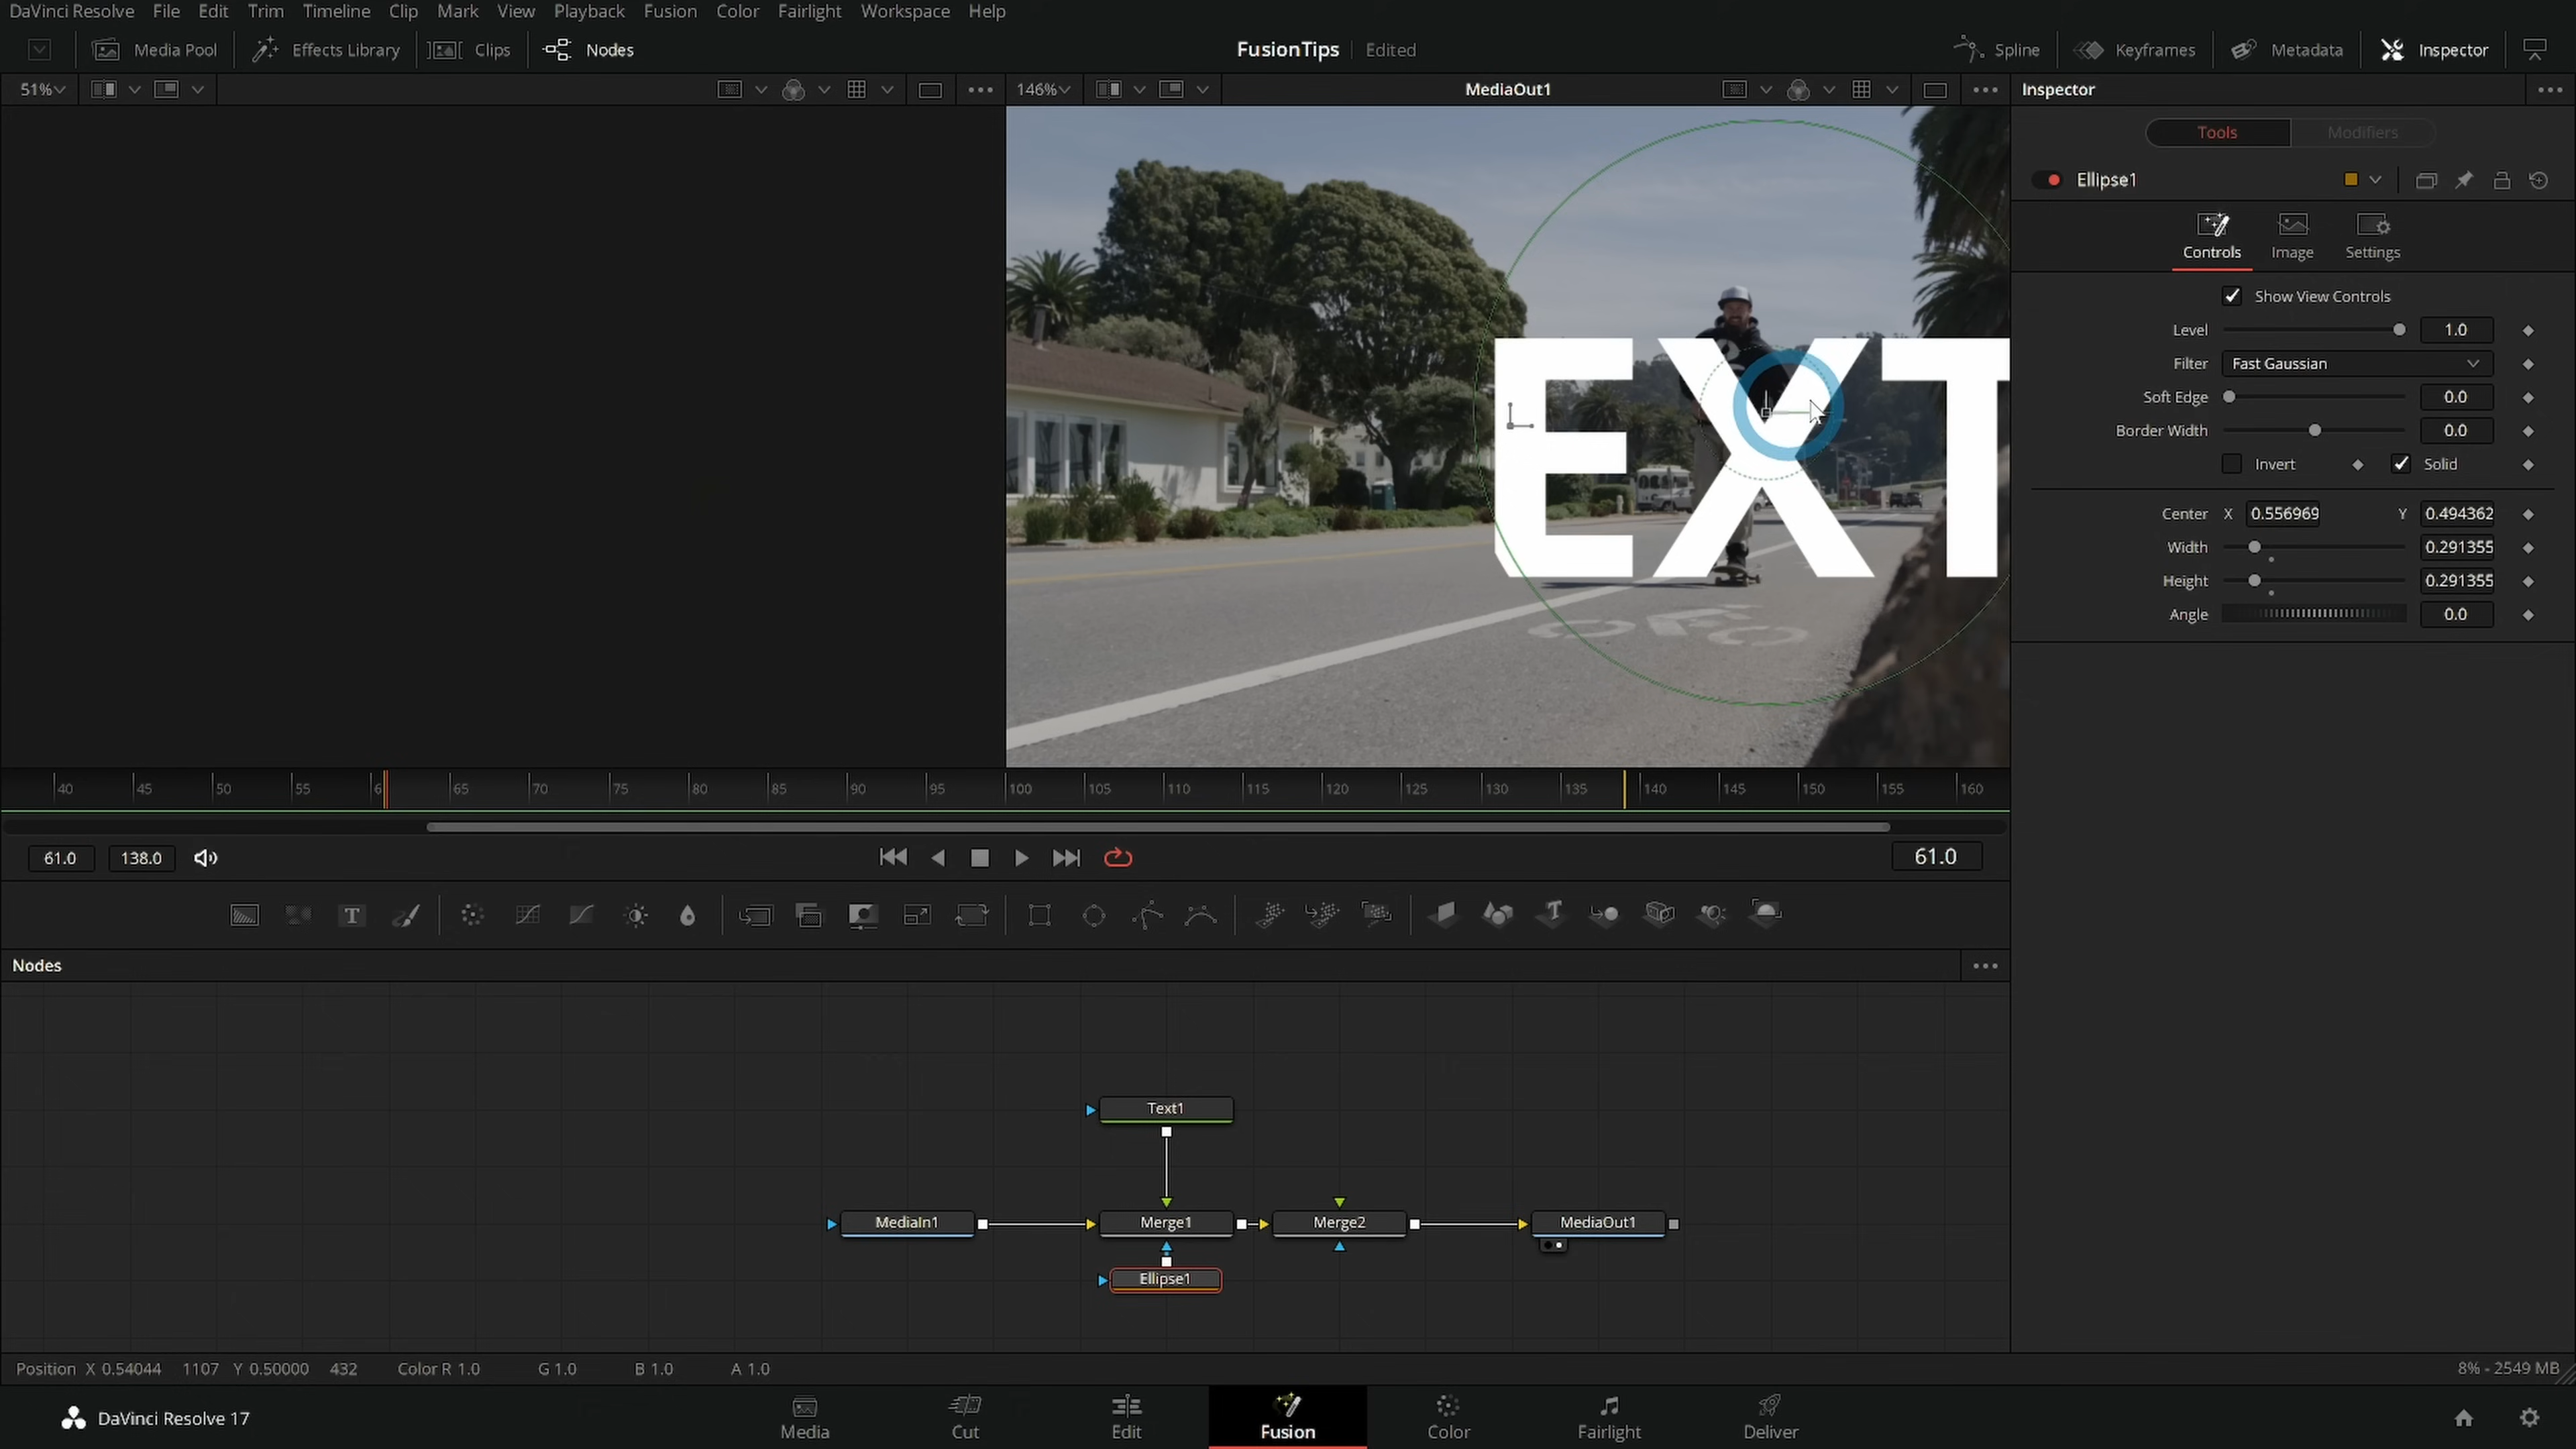 DaVinci Resolve File Edit Trim Timeline Clip Mark View Playback Fusion Color Fairlight Workspace Help
Media Pool Effects Library Clips Nodes FusionTips Edited Spline Keyframes Metadata Inspector
51% 146% MediaOut1 Inspector
Tools Modifiers
Ellipse1
Controls Image Settings
Show View Controls
Level 1.0
Filter Fast Gaussian
Soft Edge 0.0
Border Width 0.0
Invert Solid
Center X 0.556969 Y 0.494362
Width 0.291355
Height 0.291355
Angle 0.0
EXT
40 45 50 55 6 65 70 75 80 85 90 95 100 105 110 115 120 125 130 135 140 145 150 155 160
61.0 138.0 61.0
T
Nodes
Text1
MediaIn1 Merge1 Merge2 MediaOut1
Ellipse1
Position X 0.54044 1107 Y 0.50000 432 Color R 1.0 G 1.0 B 1.0 A 1.0 8% - 2549 MB
DaVinci Resolve 17 Media Cut Edit Fusion Color Fairlight Deliver